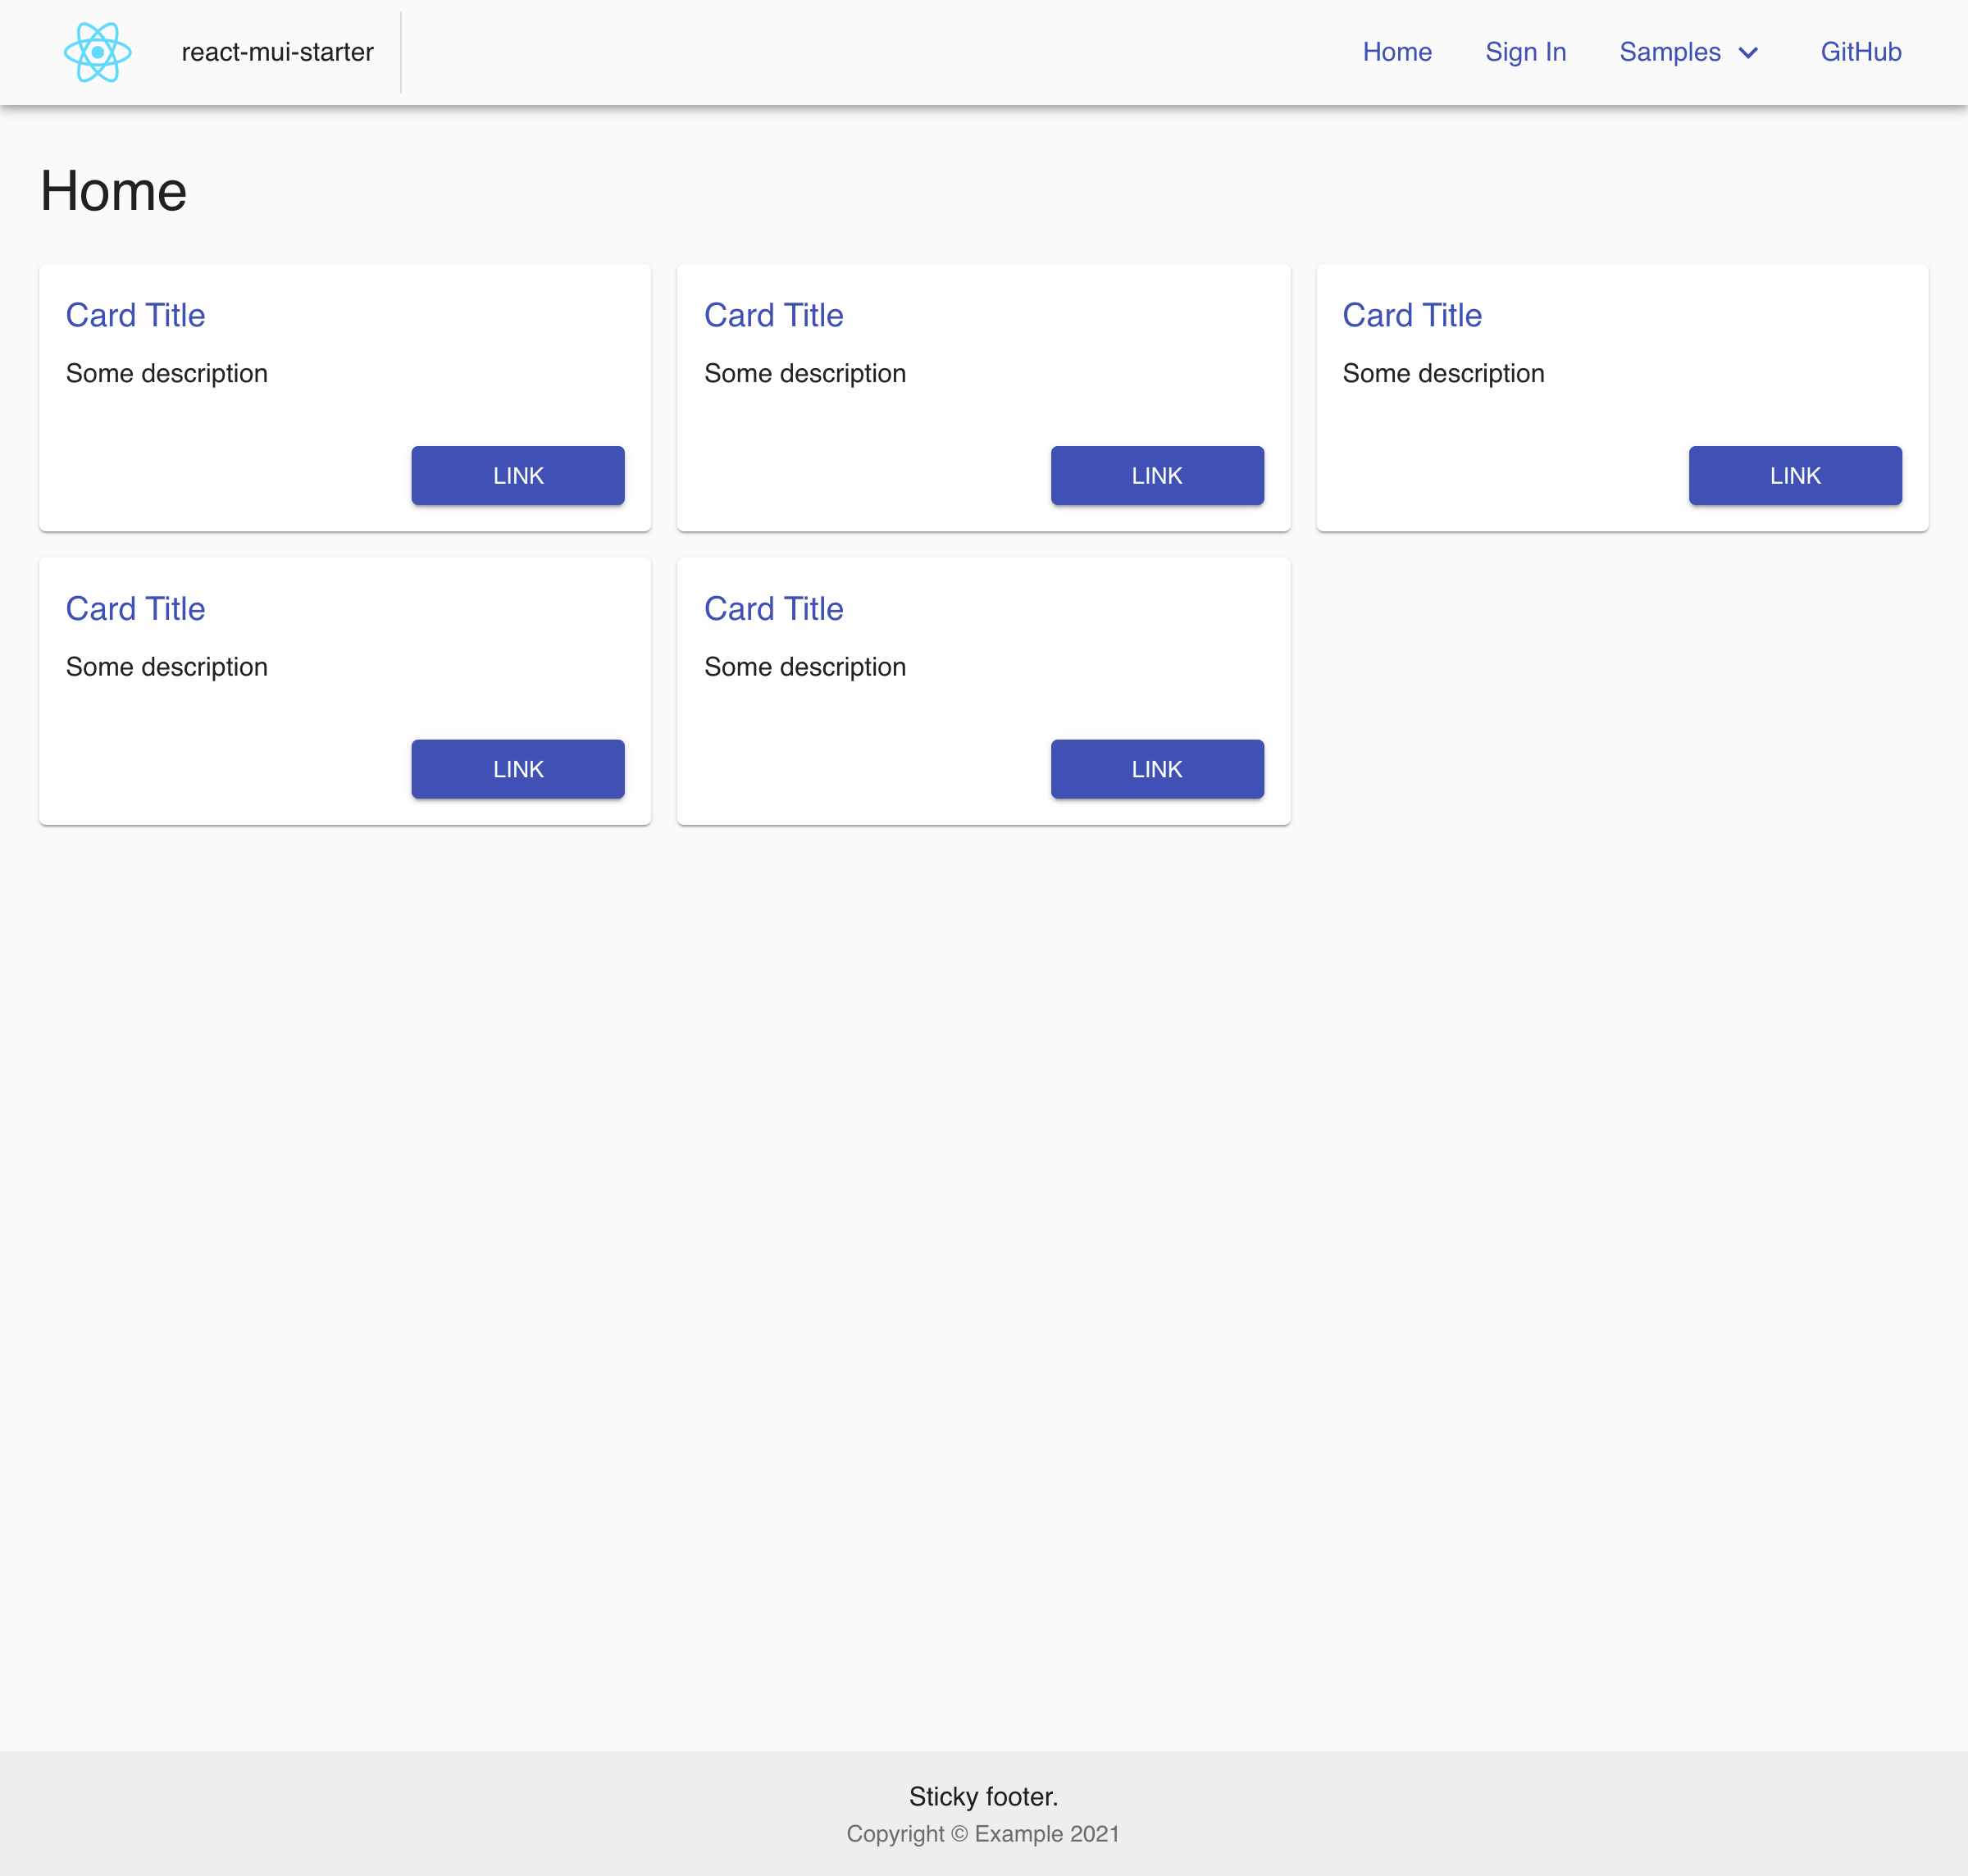 react-mui-starter
Home Sign In Samples GitHub
Home
Card Title
Some description
LINK
Card Title
Some description
LINK
Card Title
Some description
LINK
Card Title
Some description
LINK
Card Title
Some description
LINK
Sticky footer.
Copyright © Example 2021